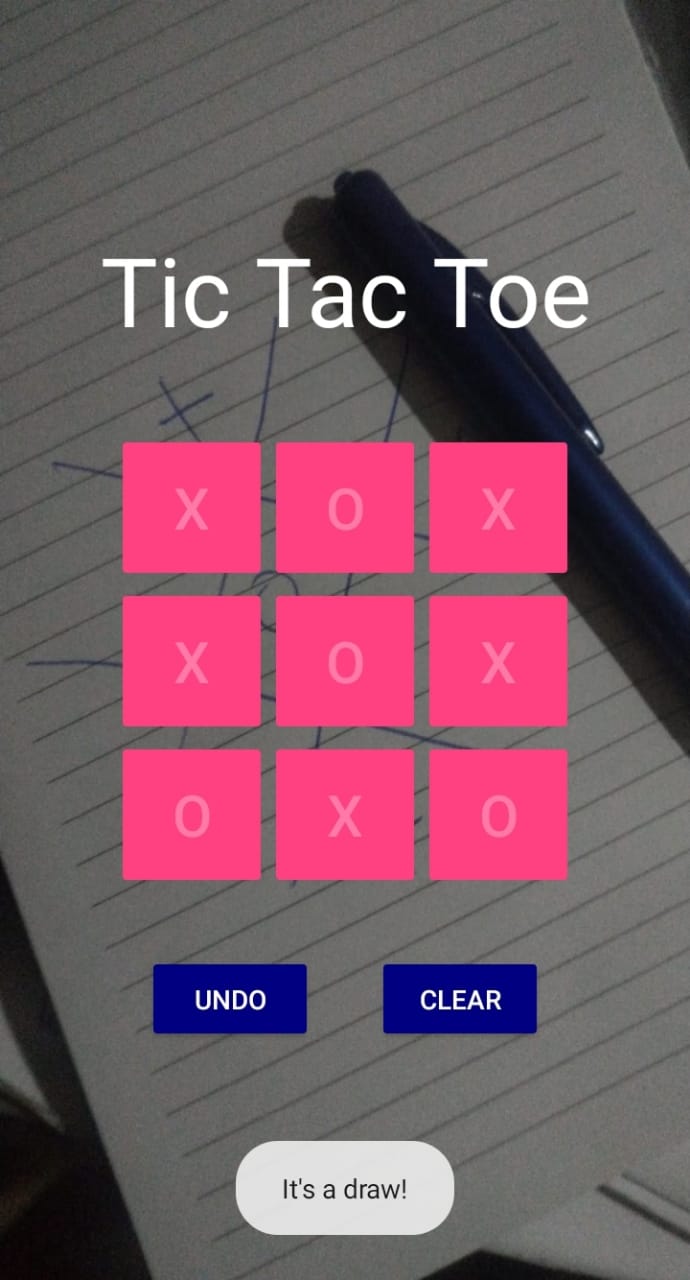 Tic Tac Toe
X O X
X O X
O X O
UNDO CLEAR
It's a draw!